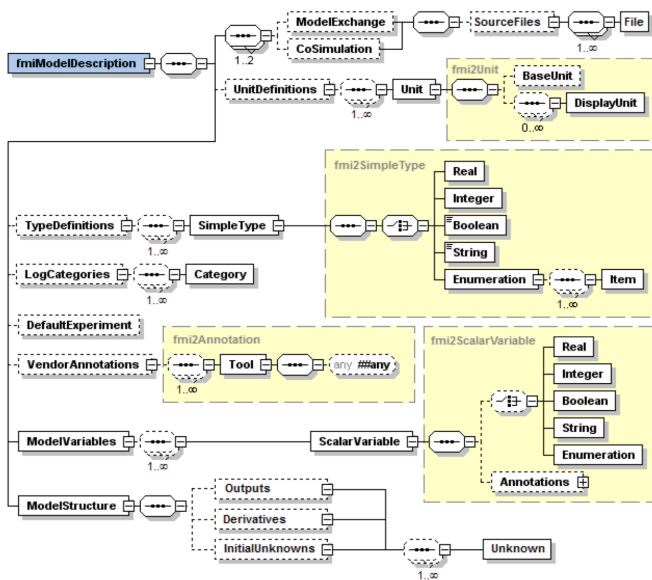 ModelExchange
SourceFiles
File
CoSimulation
1..2
1..∞
fmiModelDescription
fmi2Unit
BaseUnit
UnitDefinitions
Unit
DisplayUnit
1..∞
0..∞
fmi2SimpleType
Real
Integer
TypeDefinitions
SimpleType
Boolean
1..∞
String
LogCategories
Category
Enumeration
Item
1..∞
1..∞
DefaultExperiment
fmi2Annotation
fmi2ScalarVariable
Real
VendorAnnotations
Tool
any ##any
Integer
1..∞
Boolean
String
ModelVariables
ScalarVariable
Enumeration
1..∞
Annotations
Outputs
ModelStructure
Derivatives
InitialUnknowns
Unknown
1..∞